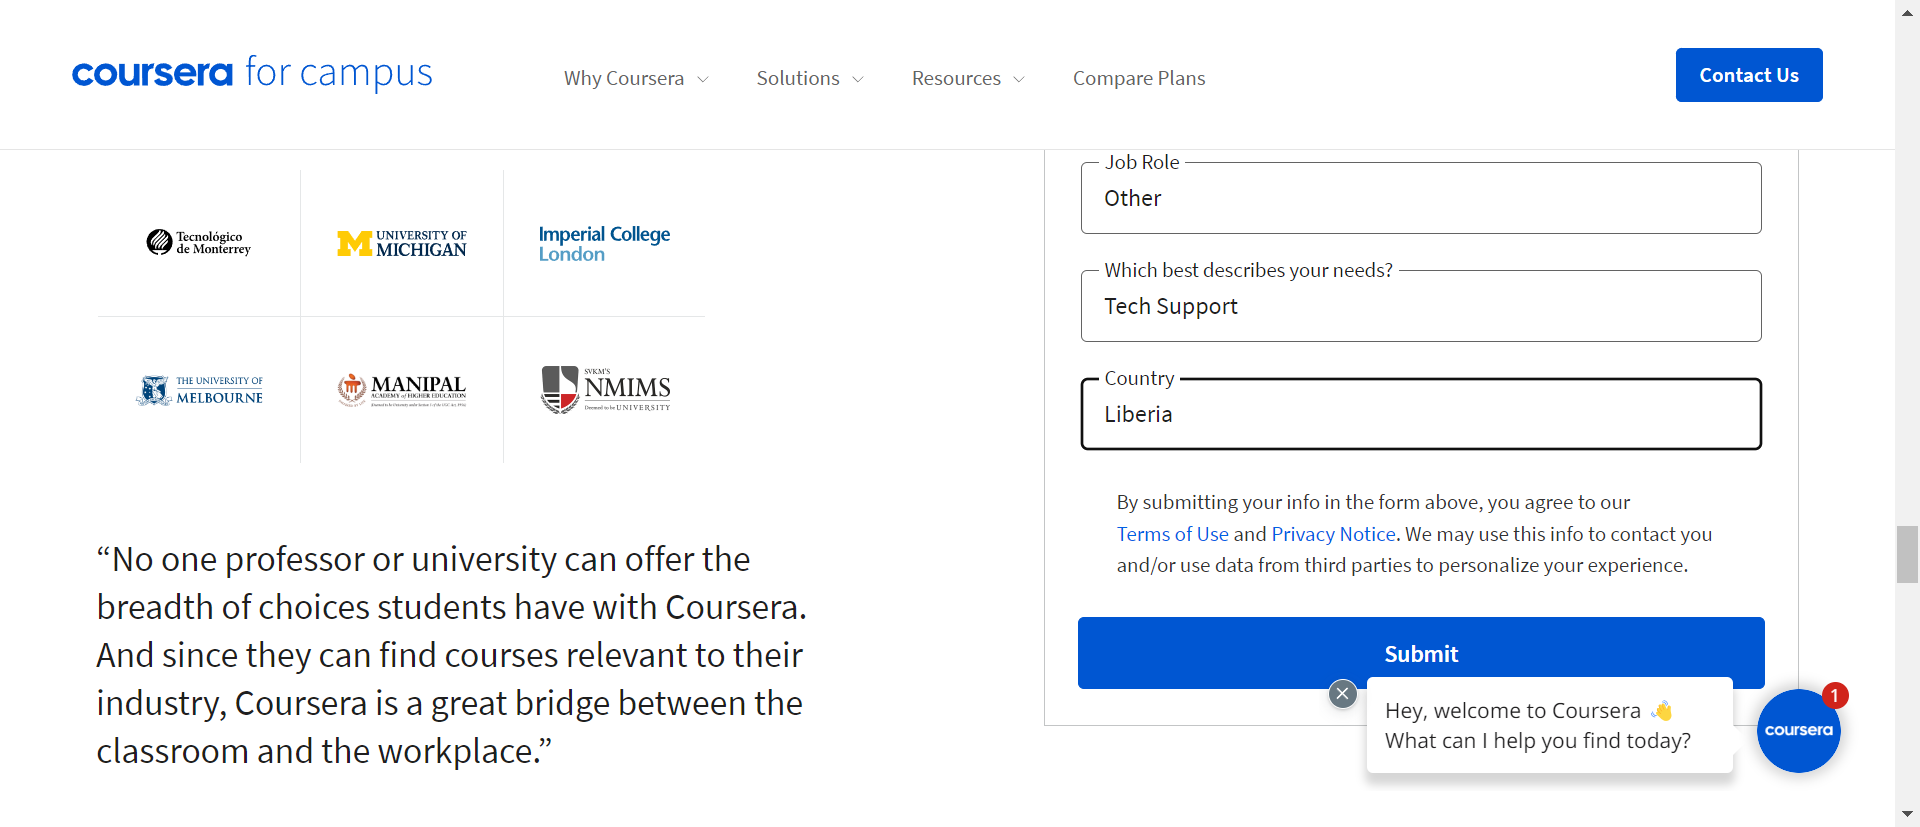 coursera for campus
Why Coursera
Solutions
Resources
Compare Plans
Contact Us
Tecnológico
de Monterrey
UNIVERSITY OF
MICHIGAN
Imperial College
London
THE UNIVERSITY OF
MELBOURNE
MANIPAL
ACADEMY of HIGHER EDUCATION
SVKM'S
NMIMS
Deemed to be UNIVERSITY
“No one professor or university can offer the
breadth of choices students have with Coursera.
And since they can find courses relevant to their
industry, Coursera is a great bridge between the
classroom and the workplace.”
Job Role
Other
Which best describes your needs?
Tech Support
Country
Liberia
By submitting your info in the form above, you agree to our
Terms of Use and Privacy Notice. We may use this info to contact you
and/or use data from third parties to personalize your experience.
Submit
Hey, welcome to Coursera 👋
What can I help you find today?
1
coursera